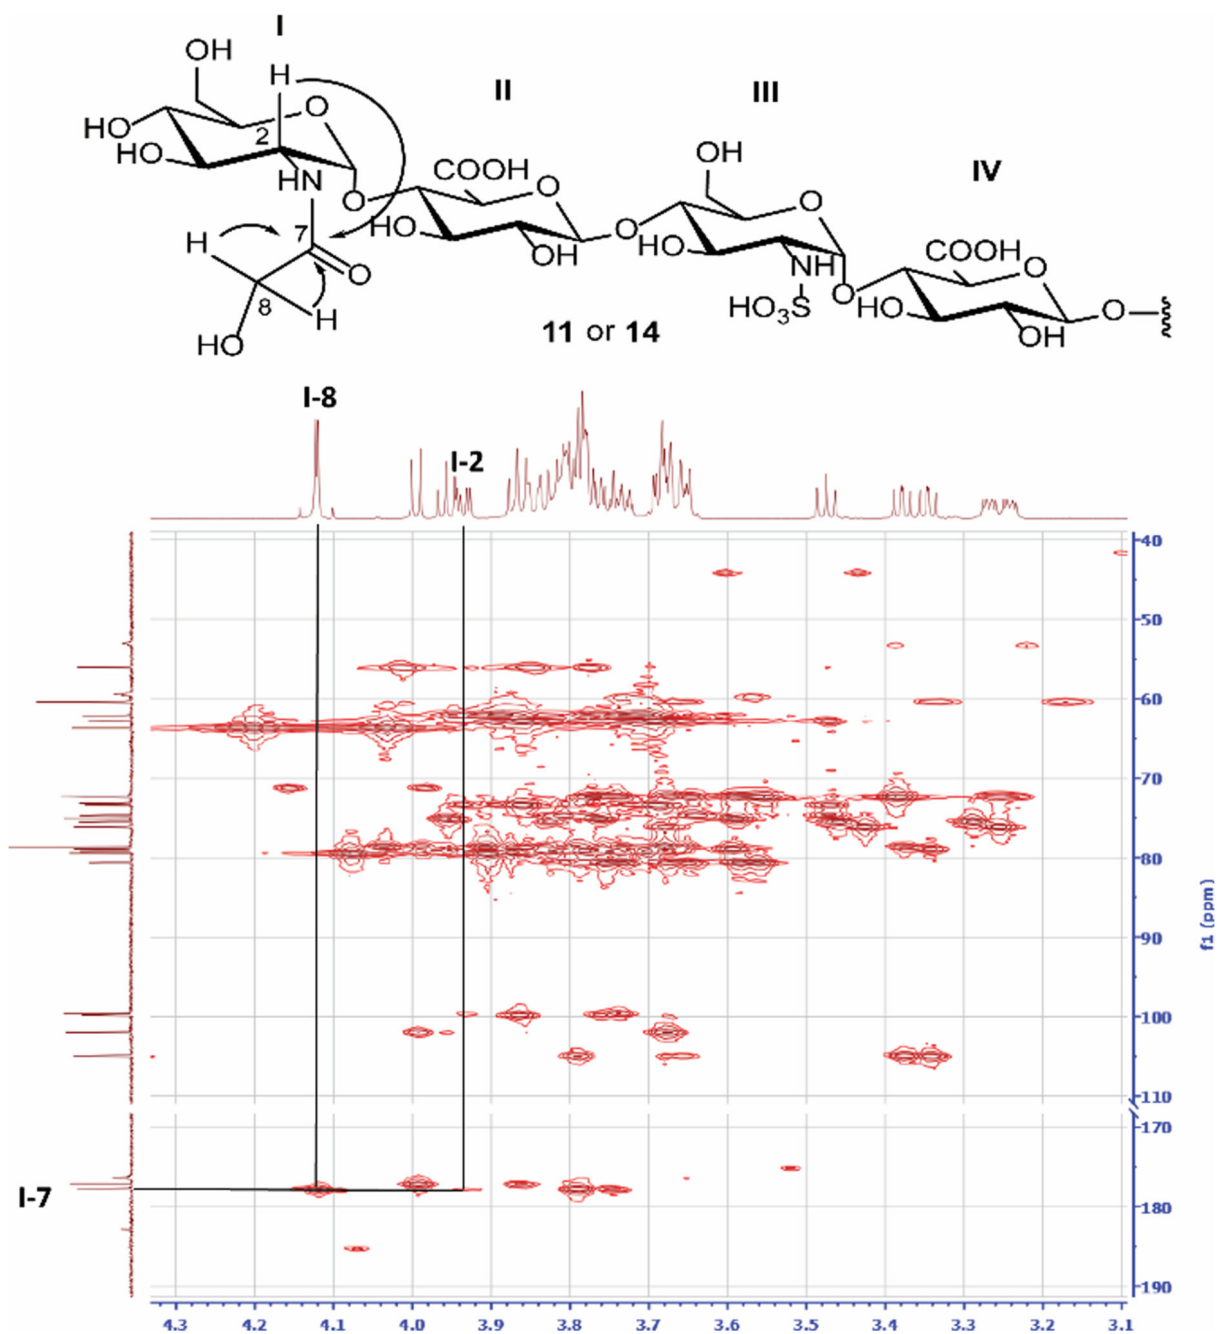 I
OH
H
II
III
O
HO
2
HO
HN
O
COOH
O
OH
IV
7
HO
O
HO
O
H
O
OH
NH
COOH
O
8
H
HO₃S
O
HO
O
HO
11 or 14
OH
I-8
I-2
40
50
60
70
80
90
100
110
170
180
190
f1 (ppm)
I-7
4.3 4.2 4.1 4.0 3.9 3.8 3.7 3.6 3.5 3.4 3.3 3.2 3.1